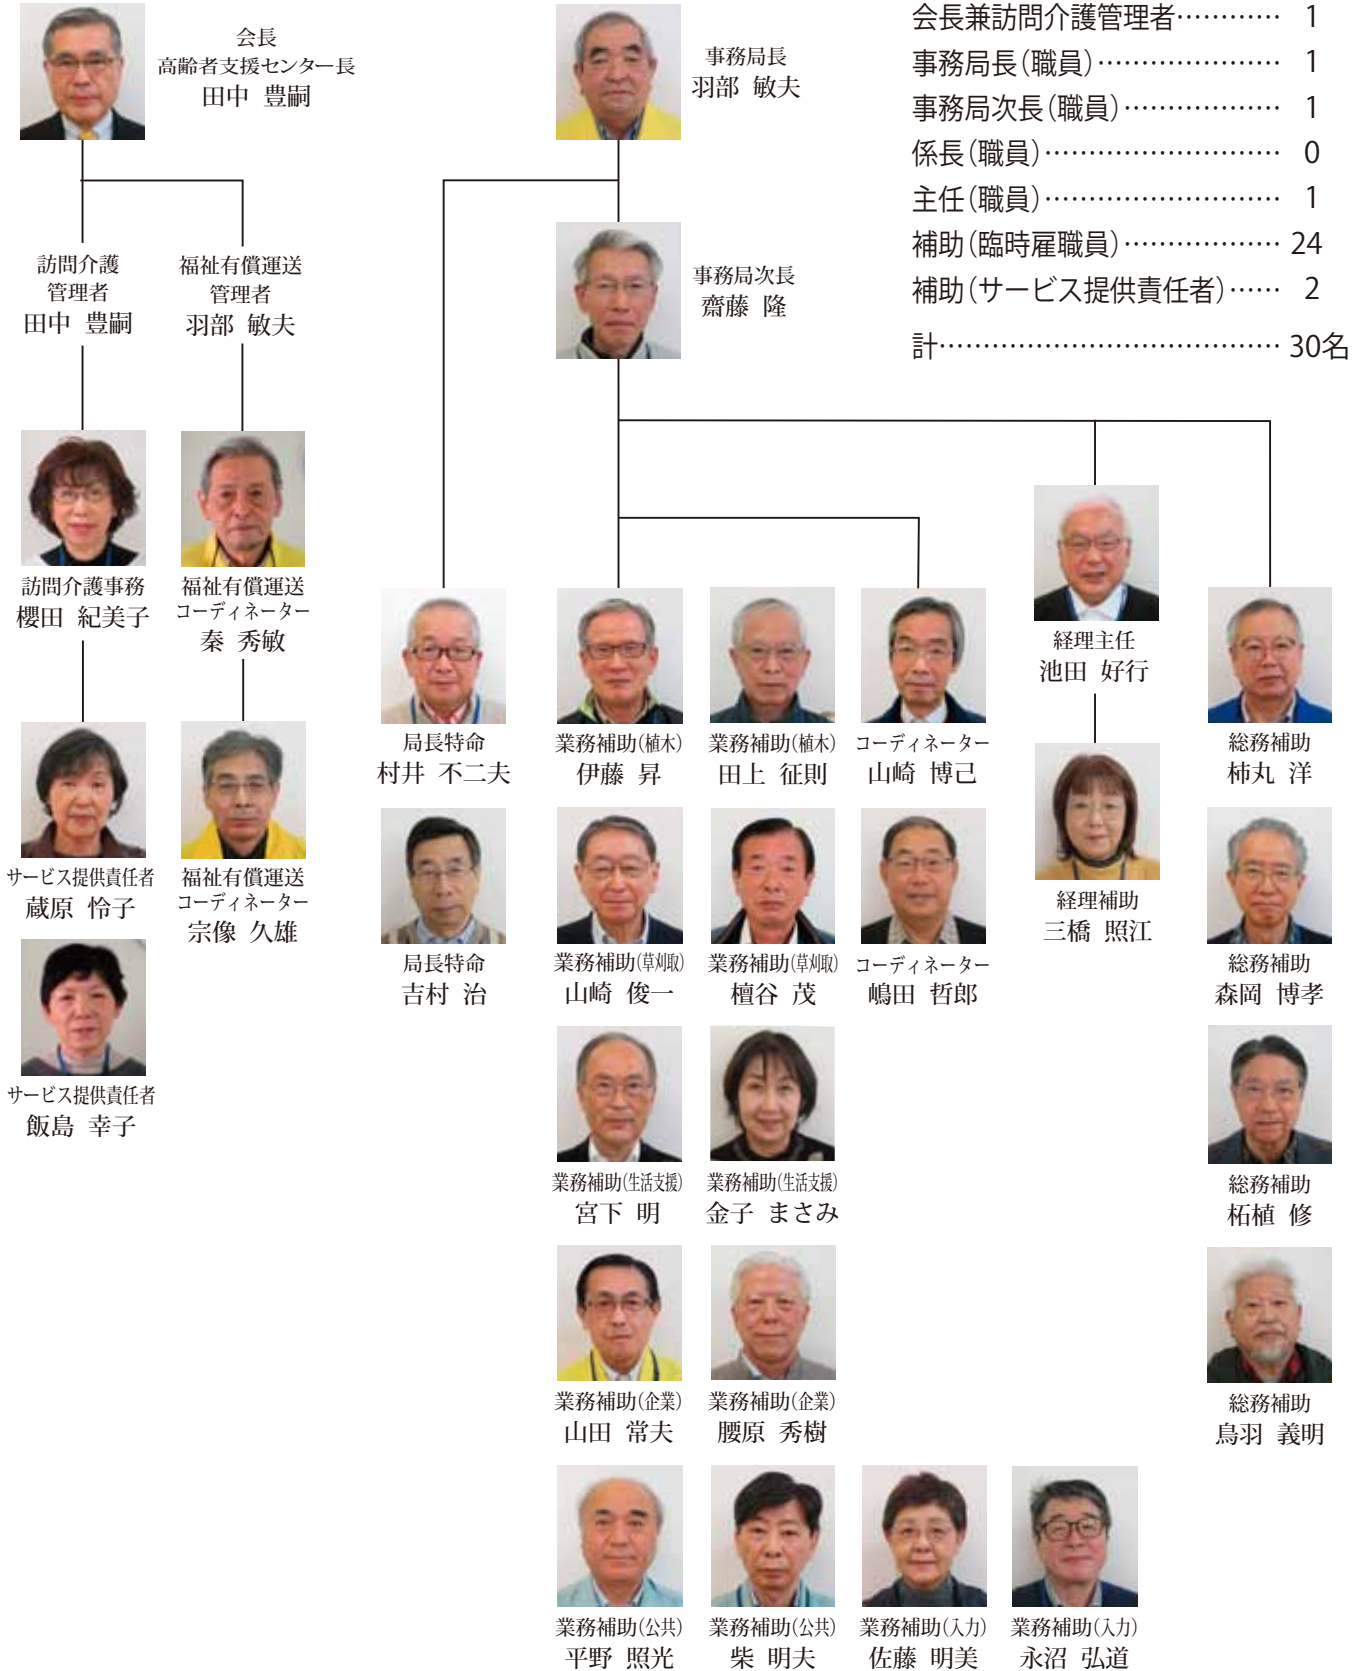 会長
高齢者支援センター長
田中 豊嗣
事務局長
羽部 敏夫
会長兼訪問介護管理者………… 1
事務局長(職員)………………… 1
事務局次長(職員)……………… 1
係長(職員)……………………… 0
主任(職員)……………………… 1
補助(臨時雇職員)……………… 24
補助(サービス提供責任者)…… 2
計………………………………… 30名
訪問介護
管理者
田中 豊嗣
福祉有償運送
管理者
羽部 敏夫
事務局次長
齋藤 隆
訪問介護事務
櫻田 紀美子
福祉有償運送
コーディネーター
秦 秀敏
経理主任
池田 好行
局長特命
村井 不二夫
業務補助(植木)
伊藤 昇
業務補助(植木)
田上 征則
コーディネーター
山崎 博己
総務補助
柿丸 洋
サービス提供責任者
蔵原 怜子
福祉有償運送
コーディネーター
宗像 久雄
経理補助
三橋 照江
局長特命
吉村 治
業務補助(草刈取)
山崎 俊一
業務補助(草刈取)
檀谷 茂
コーディネーター
嶋田 哲郎
総務補助
森岡 博孝
サービス提供責任者
飯島 幸子
業務補助(生活支援)
宮下 明
業務補助(生活支援)
金子 まさみ
総務補助
柘植 修
業務補助(企業)
山田 常夫
業務補助(企業)
腰原 秀樹
総務補助
鳥羽 義明
業務補助(公共)
平野 照光
業務補助(公共)
柴 明夫
業務補助(入力)
佐藤 明美
業務補助(入力)
永沼 弘道